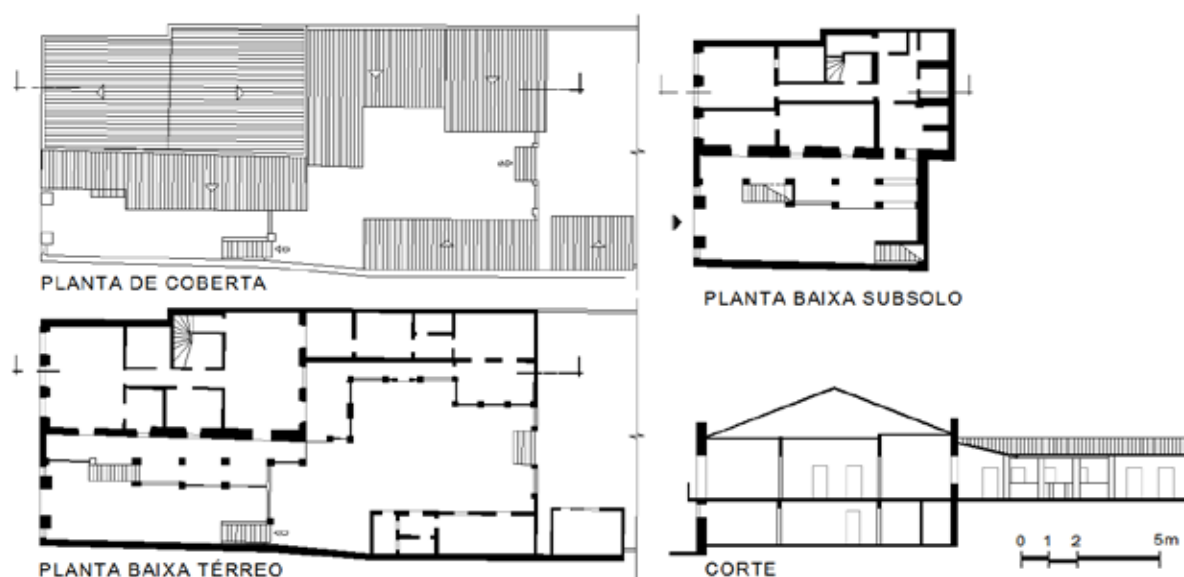 PLANTA DE COBERTA
PLANTA BAIXA SUBSOLO
PLANTA BAIXA TÉRREO
CORTE
0 1 2 5m